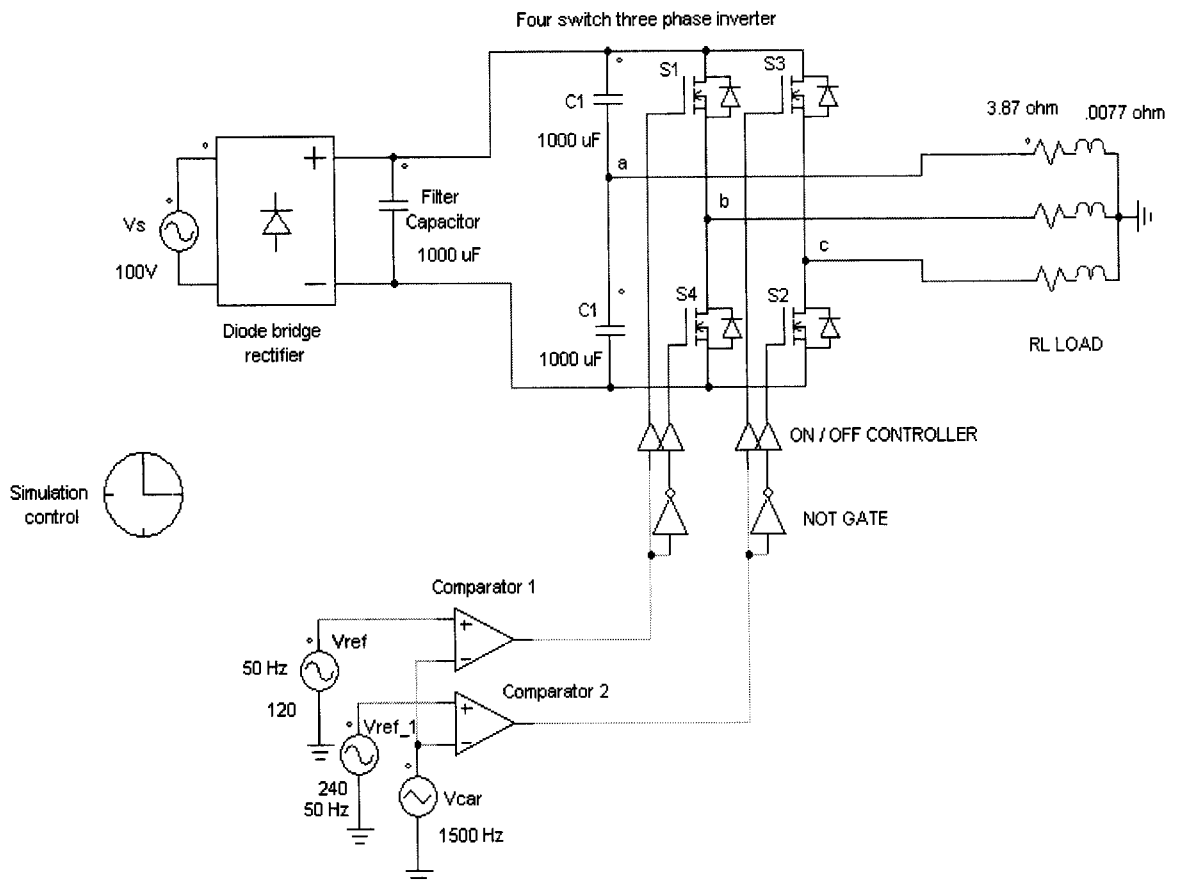 Four switch three phase inverter
S1
S3
C1
1000 uF
3.87 ohm
.0077 ohm
a
b
c
Vs
100V
+
−
Filter
Capacitor
1000 uF
Diode bridge
rectifier
C1
1000 uF
S4
S2
RL LOAD
ON / OFF CONTROLLER
Simulation
control
NOT GATE
Comparator 1
+
−
Vref
50 Hz
120
Comparator 2
+
−
Vref_1
240
50 Hz
Vcar
1500 Hz